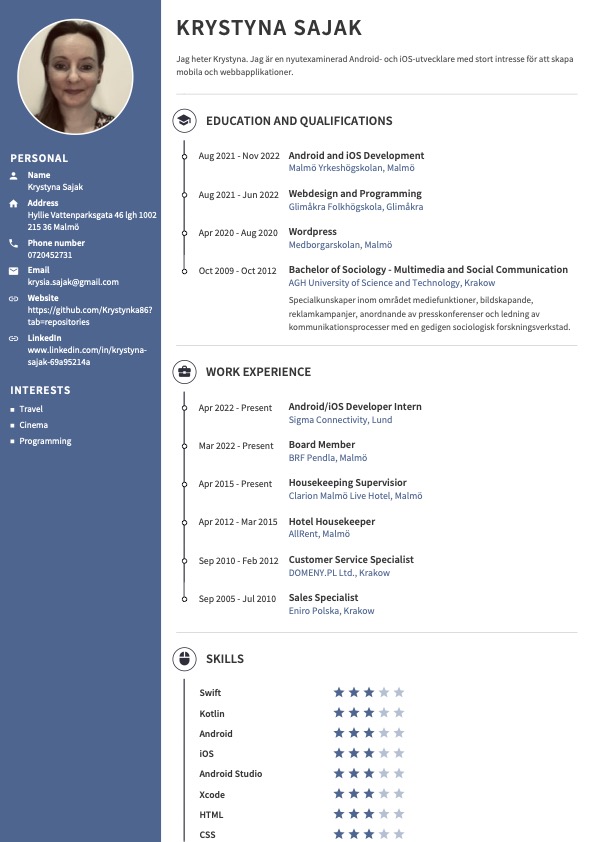 KRYSTYNA SAJAK
Jag heter Krystyna. Jag är en nyutexaminerad Android- och iOS-utvecklare med stort intresse för att skapa
mobila och webbapplikationer.
PERSONAL
Name
Krystyna Sajak
Address
Hyllie Vattenparksgata 46 lgh 1002
215 36 Malmö
Phone number
0720452731
Email
krysia.sajak@gmail.com
Website
https://github.com/Krystynka86?
tab=repositories
LinkedIn
www.linkedin.com/in/krystyna-
sajak-69a95214a
INTERESTS
Travel
Cinema
Programming
EDUCATION AND QUALIFICATIONS
Aug 2021 - Nov 2022 Android and iOS Development
Malmö Yrkeshögskolan, Malmö
Aug 2021 - Jun 2022 Webdesign and Programming
Glimåkra Folkhögskola, Glimåkra
Apr 2020 - Aug 2020 Wordpress
Medborgarskolan, Malmö
Oct 2009 - Oct 2012 Bachelor of Sociology - Multimedia and Social Communication
AGH University of Science and Technology, Krakow
Specialkunskaper inom området mediefunktioner, bildskapande,
reklamkampanjer, anordnande av presskonferenser och ledning av
kommunikationsprocesser med en gedigen sociologisk forskningsverkstad.
WORK EXPERIENCE
Apr 2022 - Present Android/iOS Developer Intern
Sigma Connectivity, Lund
Mar 2022 - Present Board Member
BRF Pendla, Malmö
Apr 2015 - Present Housekeeping Supervisior
Clarion Malmö Live Hotel, Malmö
Apr 2012 - Mar 2015 Hotel Housekeeper
AllRent, Malmö
Sep 2010 - Feb 2012 Customer Service Specialist
DOMENY.PL Ltd., Krakow
Sep 2005 - Jul 2010 Sales Specialist
Eniro Polska, Krakow
SKILLS
Swift
Kotlin
Android
iOS
Android Studio
Xcode
HTML
CSS